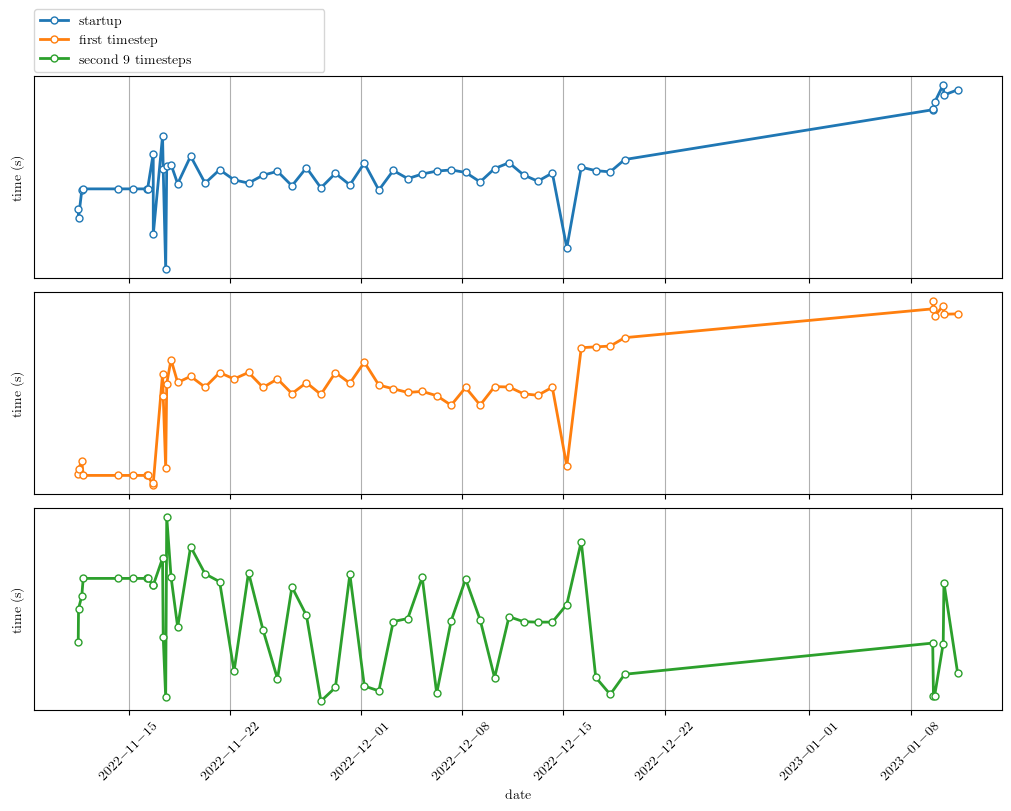 startup
first timestep
second 9 timesteps
time (s)
time (s)
time (s)
2022−11−15
2022−11−22
2022−12−01
2022−12−08
2022−12−15
2022−12−22
2023−01−01
2023−01−08
date